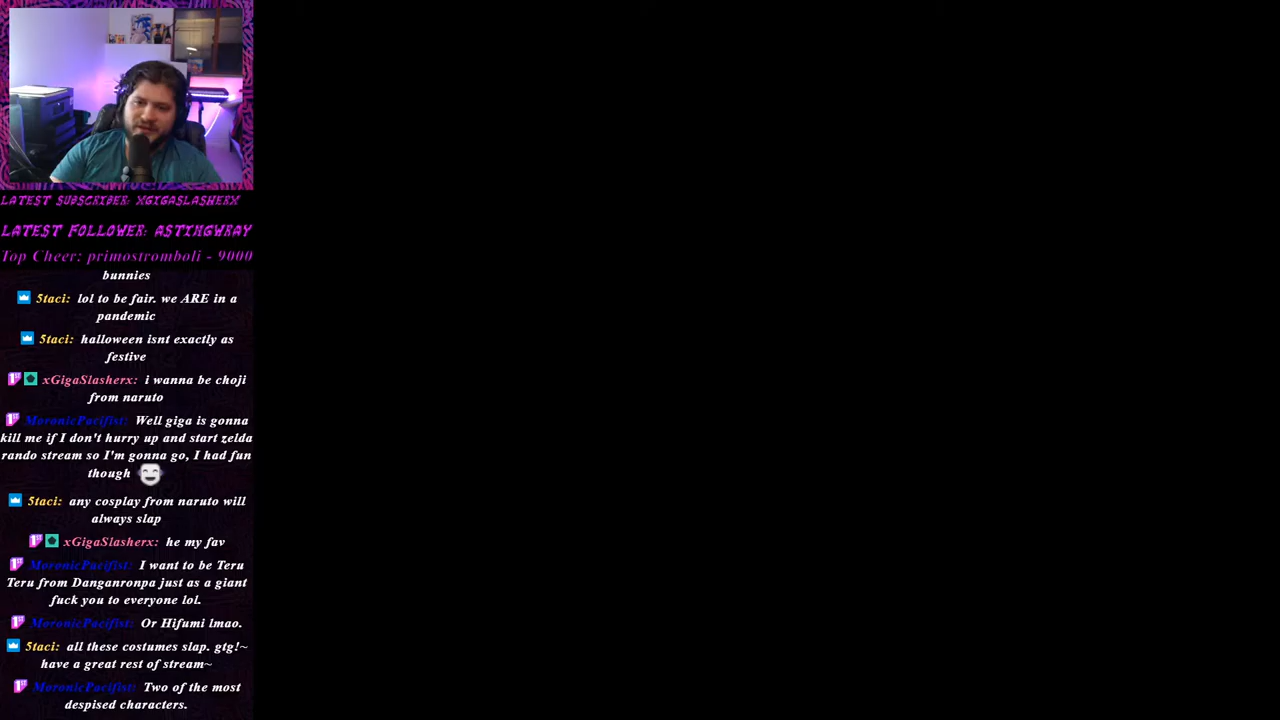 LATEST SUBSCRIBER: XGIGASLASHERX
LATEST FOLLOWER: ASTINGWRAY
Top Cheer: primostromboli - 9000
bunnies
5taci: lol to be fair. we ARE in a
pandemic
5taci: halloween isnt exactly as
festive
xGigaSlasherx: i wanna be choji
from naruto
MoronicPacifist: Well giga is gonna
kill me if I don't hurry up and start zelda
rando stream so I'm gonna go, I had fun
though
5taci: any cosplay from naruto will
always slap
xGigaSlasherx: he my fav
MoronicPacifist: I want to be Teru
Teru from Danganronpa just as a giant
fuck you to everyone lol.
MoronicPacifist: Or Hifumi lmao.
5taci: all these costumes slap. gtg!~
have a great rest of stream~
MoronicPacifist: Two of the most
despised characters.